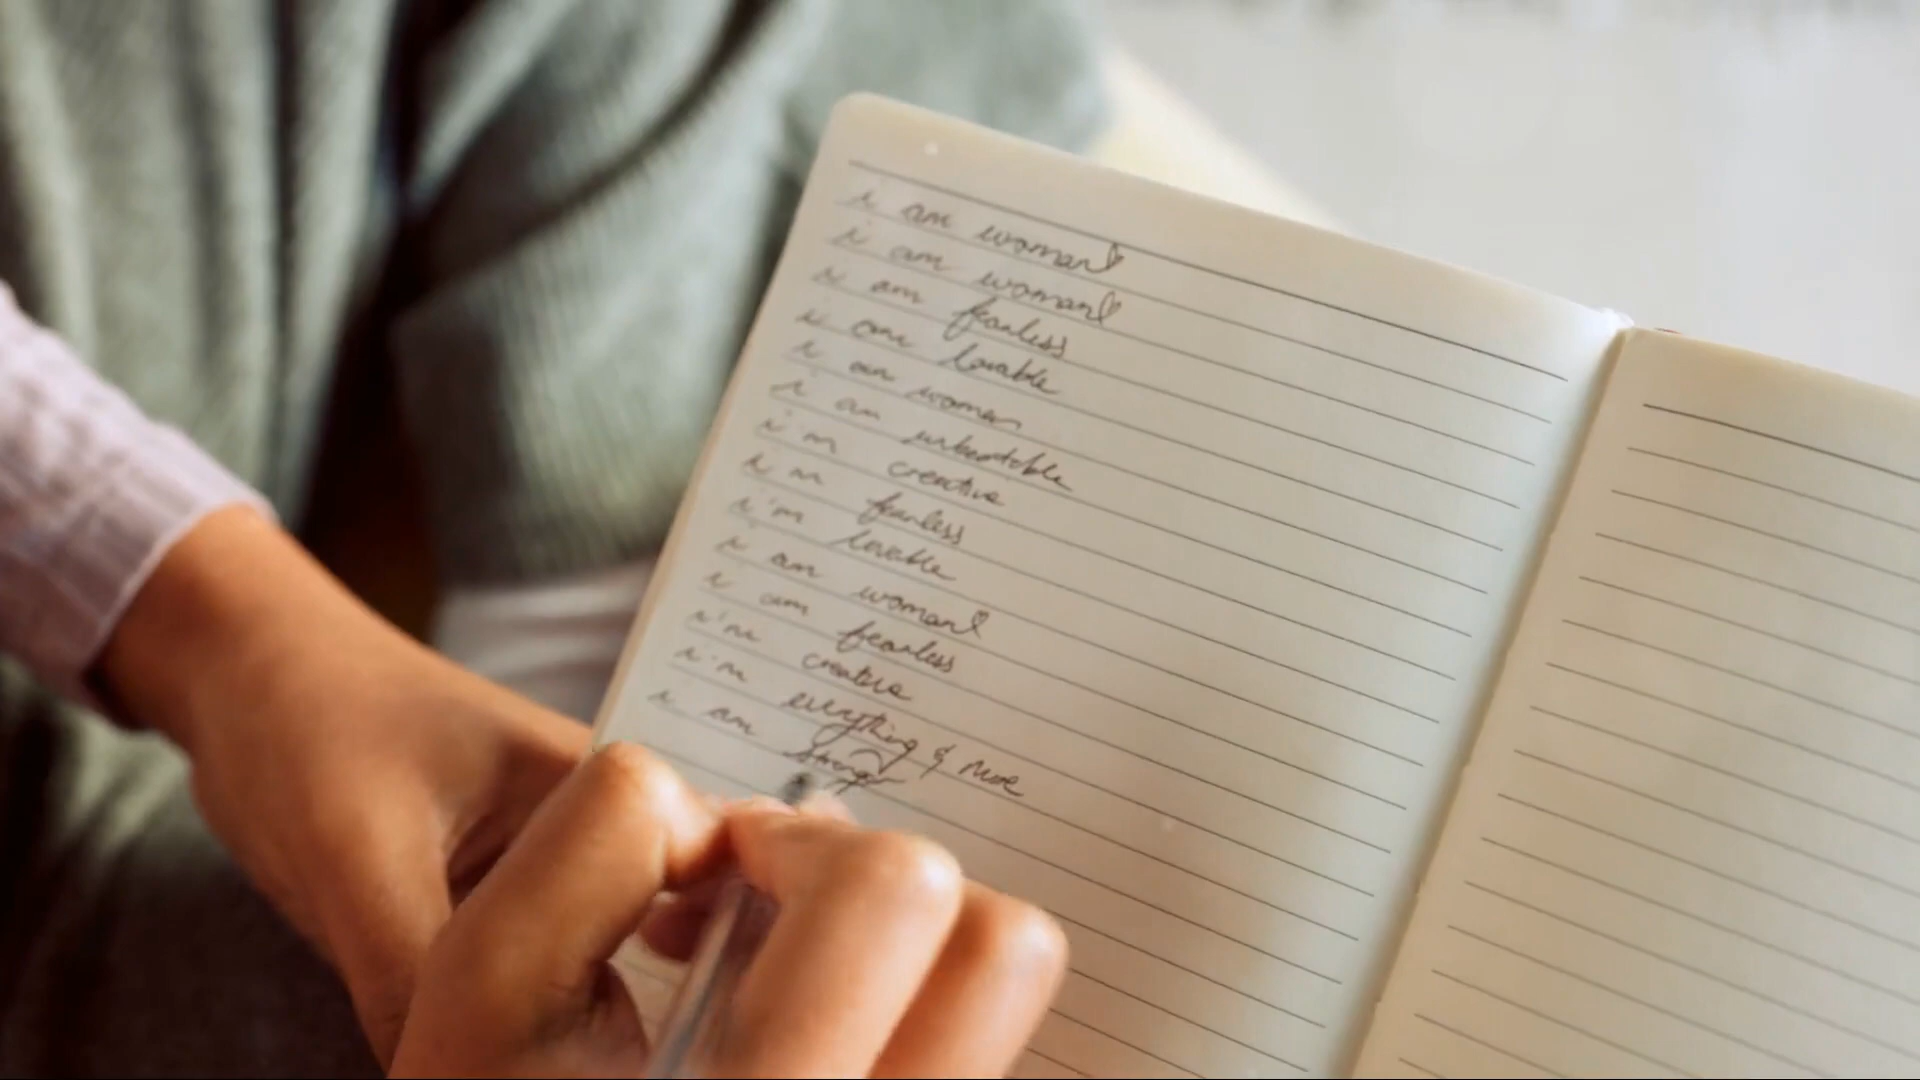 i am woman
i am woman
i am fearless
i am lovable
i am woman
i am unbeatable
i'm creative
i'm fearless
i'm lovable
i am woman
i am fearless
i'm creative
i'm everything & more
i am strong